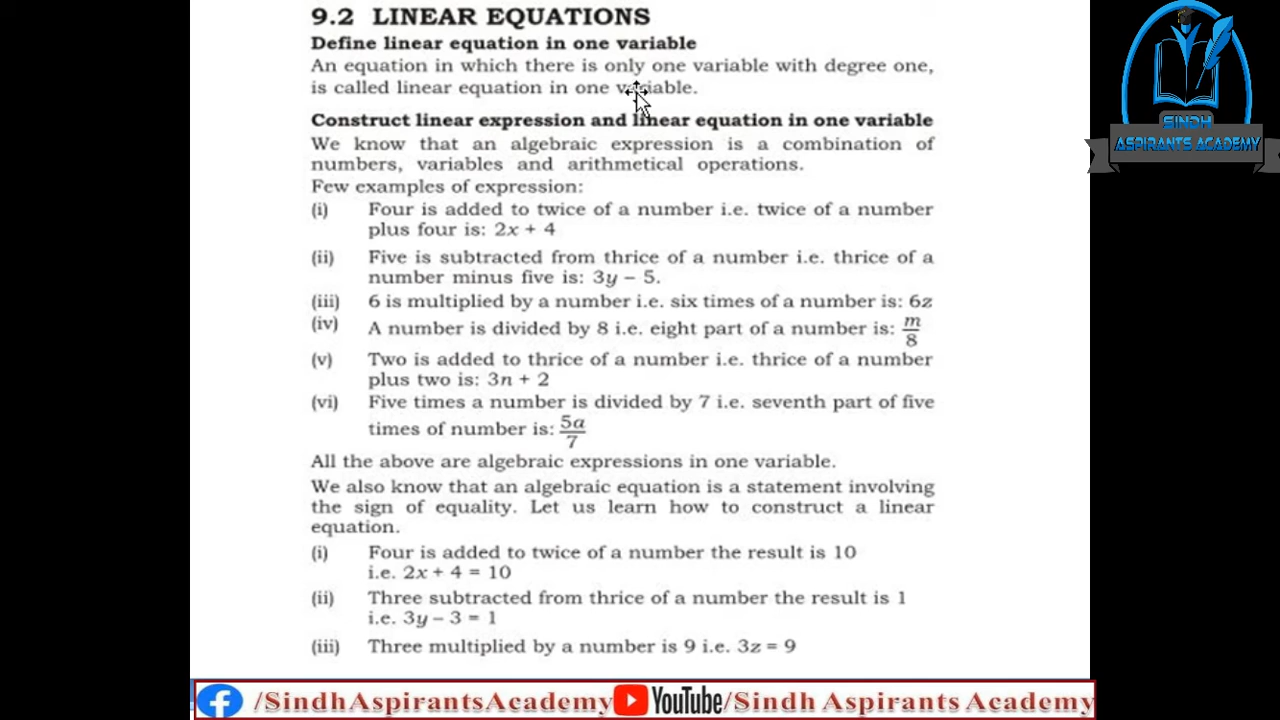 9.2 LINEAR EQUATIONS
Define linear equation in one variable
An equation in which there is only one variable with degree one,
is called linear equation in one variable.
Construct linear expression and linear equation in one variable
We know that an algebraic expression is a combination of
numbers, variables and arithmetical operations.
Few examples of expression:
(i) Four is added to twice of a number i.e. twice of a number
plus four is: 2x + 4
(ii) Five is subtracted from thrice of a number i.e. thrice of a
number minus five is: 3y – 5.
(iii) 6 is multiplied by a number i.e. six times of a number is: 6z
(iv) A number is divided by 8 i.e. eight part of a number is: m/8
(v) Two is added to thrice of a number i.e. thrice of a number
plus two is: 3n + 2
(vi) Five times a number is divided by 7 i.e. seventh part of five
times of number is: 5a/7
All the above are algebraic expressions in one variable.
We also know that an algebraic equation is a statement involving
the sign of equality. Let us learn how to construct a linear
equation.
(i) Four is added to twice of a number the result is 10
i.e. 2x + 4 = 10
(ii) Three subtracted from thrice of a number the result is 1
i.e. 3y – 3 = 1
(iii) Three multiplied by a number is 9 i.e. 3z = 9
SINDH
ASPIRANTS ACADEMY
/SindhAspirantsAcademy YouTube/Sindh Aspirants Academy